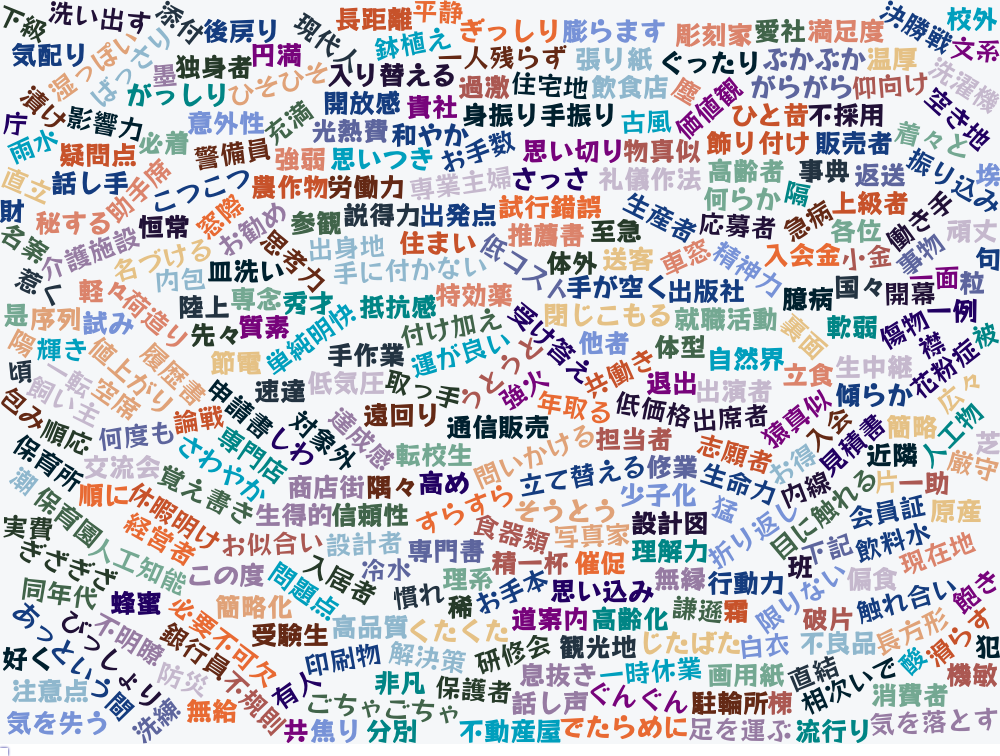 下級
洗い出す
添付
後戻り
現代人
長距離
平静
ぎっしり
膨らます
彫刻家
愛社
満足度
決勝戦
校外
文系
気配り
湿っぽい
ばっさり
墨
独身者
円満
鉢植え
一人残らず
張り紙
ぐったり
ぶかぶか
温厚
洗濯機
がっしり
ひそひそ
入り替える
過激
住宅地
飲食店
塵
価値観
がらがら
仰向け
空き地
漬け
影響力
意外性
充満
開放感
貴社
身振り手振り
古風
ひと昔
不採用
庁
雨水
疑問点
必着
警備員
強弱
光熱費
和やか
思いつき
お手数
思い切り
物真似
飾り付け
販売者
着々と
直立
話し手
助手席
こつこつ
農作物
労働力
専業主婦
さっさ
礼儀作法
高齢者
事典
返送
振り込み
埃
財
秘する
恒常
窓際
お勧め
参観
説得力
出発点
試行錯誤
生産者
何らか
隔
上級者
急病
働き手
名案
介護施設
名づける
思考力
出身地
住まい
低コスト
推薦書
至急
応募者
各位
頑丈
惹く
内包
皿洗い
手に付かない
体外
送客
車窓
精神力
入会金
小金
事物
句
軽々
荷造り
陸上
専念
秀才
抵抗感
特効薬
手が空く
出版社
臆病
国々
開幕
一面
粒
是
序列
試み
先々
質素
単純明快
付け加え
受け答え
閉じこもる
就職活動
裏面
軟弱
傷物
一例
陽
輝き
値上がり
履歴書
節電
手作業
運が良い
他者
体型
自然界
襟
花粉症
被
頃
一転
空席
飼い主
申請書
速達
低気圧
取っ手
うとうと
強火
共働き
退出
出演者
立食
生中継
傾らか
広々
包み
順応
何度も
論戦
しわ
対象外
達成感
遠回り
通信販売
年取る
低価格
出席者
猿真似
入会
見積書
簡略
人工物
芝
保育所
交流会
専門店
さわやか
転校生
問いかける
担当者
志願者
お得
近隣
厳守
潮
保育園
順に
休暇明け
覚え書き
商店街
隅々
高め
立て替える
修業
生命力
内線
目に触れる
片
一助
実費
経営者
生得的
信頼性
すらすら
そうとう
少子化
猛
折り返し
会員証
原産
ぎざぎざ
人工知能
お似合い
設計者
専門書
食器類
写真家
設計図
飲料水
現在地
同年代
この度
問題点
入居者
冷水
精一杯
催促
理解力
班
下記
蜂蜜
簡略化
慣れ
理系
稀
お手本
思い込み
無縁
行動力
限りない
偏食
触れ合い
飽き
あっという間
びっしょり
不明瞭
必要不可欠
受験生
高品質
くたくた
道案内
高齢化
謙遜
霜
破片
長方形
濁らす
犯
好く
銀行員
印刷物
解決策
研修会
観光地
じたばた
白衣
不良品
酸
防災
不規則
有人
非凡
保護者
息抜き
一時休業
画用紙
直結
相次いで
機敏
注意点
洗練
無給
ごちゃごちゃ
話し声
ぐんぐん
駐輪所
棟
消費者
気を失う
共
焦り
分別
不動産屋
でたらめに
足を運ぶ
流行り
気を落とす